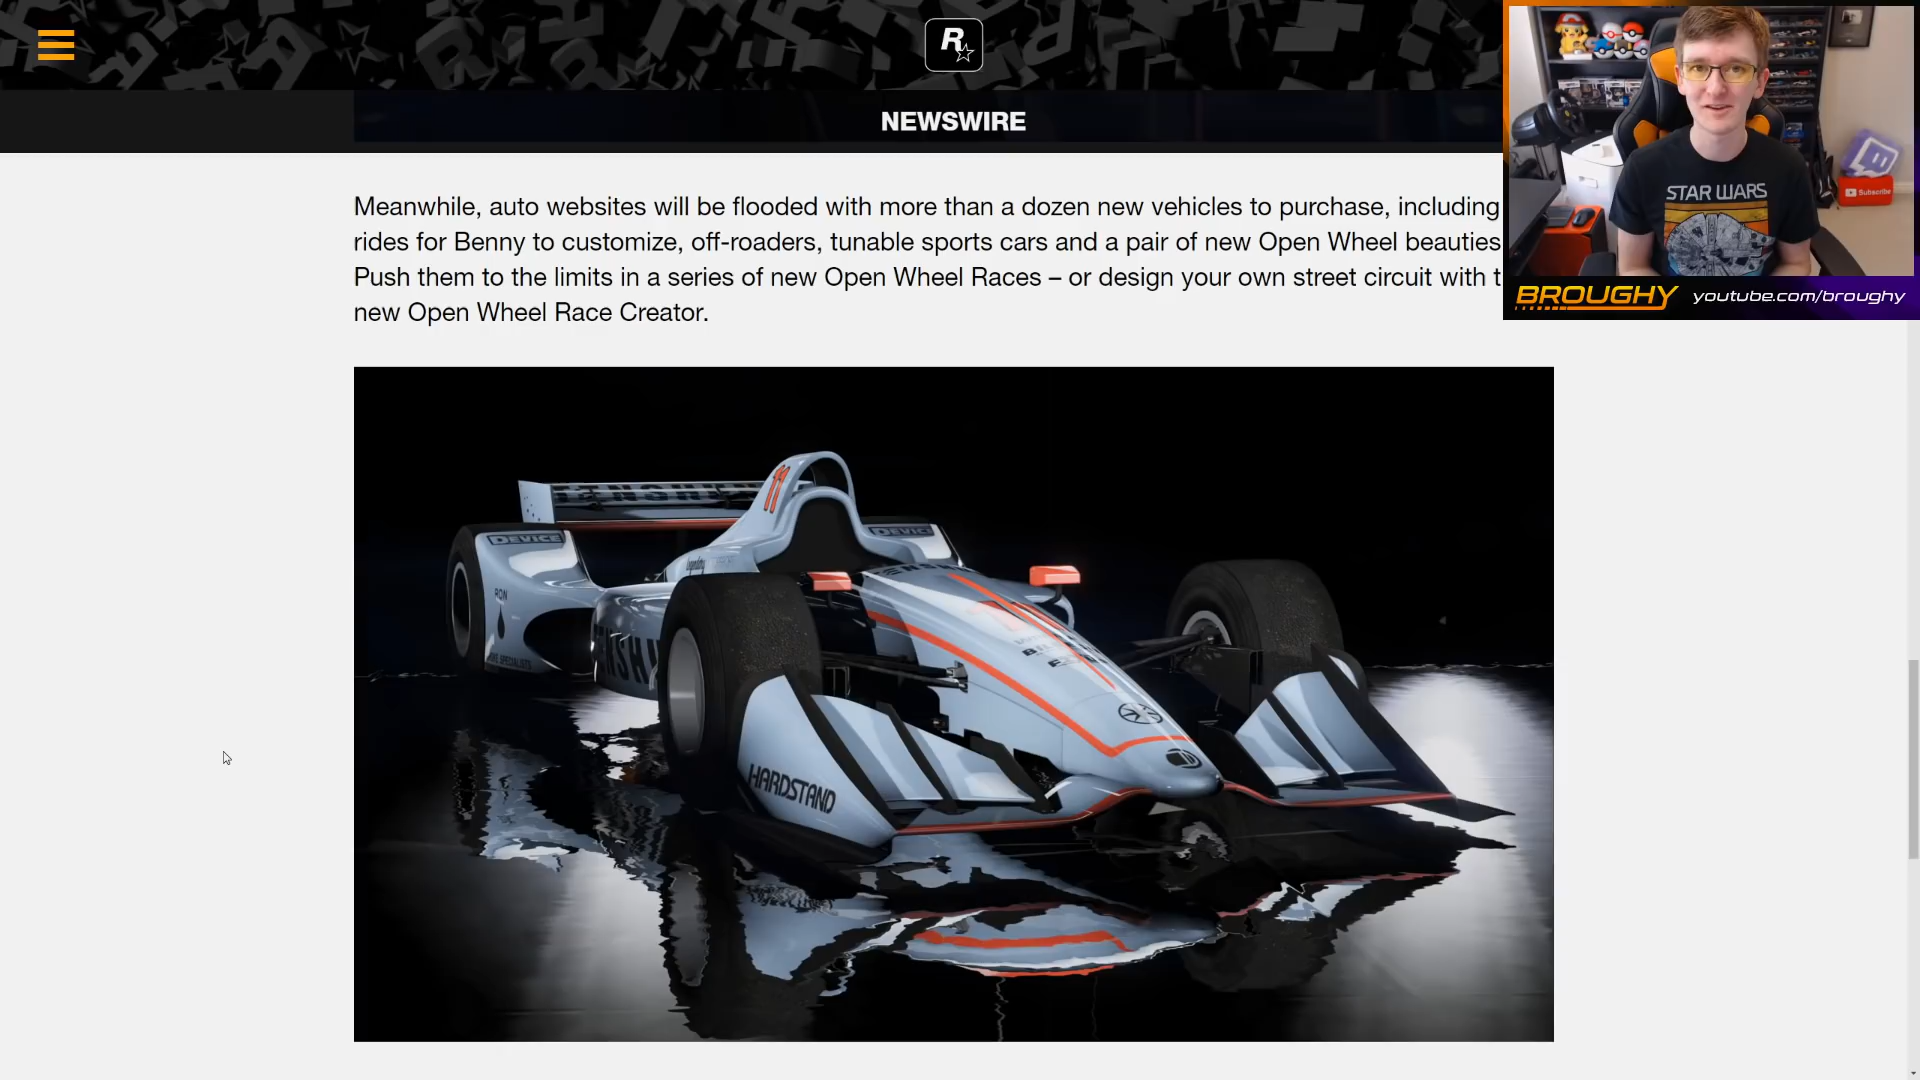 R
NEWSWIRE
STAR WARS
Subscribe
BROUGHY youtube.com/broughy
Meanwhile, auto websites will be flooded with more than a dozen new vehicles to purchase, including
rides for Benny to customize, off-roaders, tunable sports cars and a pair of new Open Wheel beauties
Push them to the limits in a series of new Open Wheel Races – or design your own street circuit with t
new Open Wheel Race Creator.
11
DEVICE
DEVICE
RON
HARDSTAND